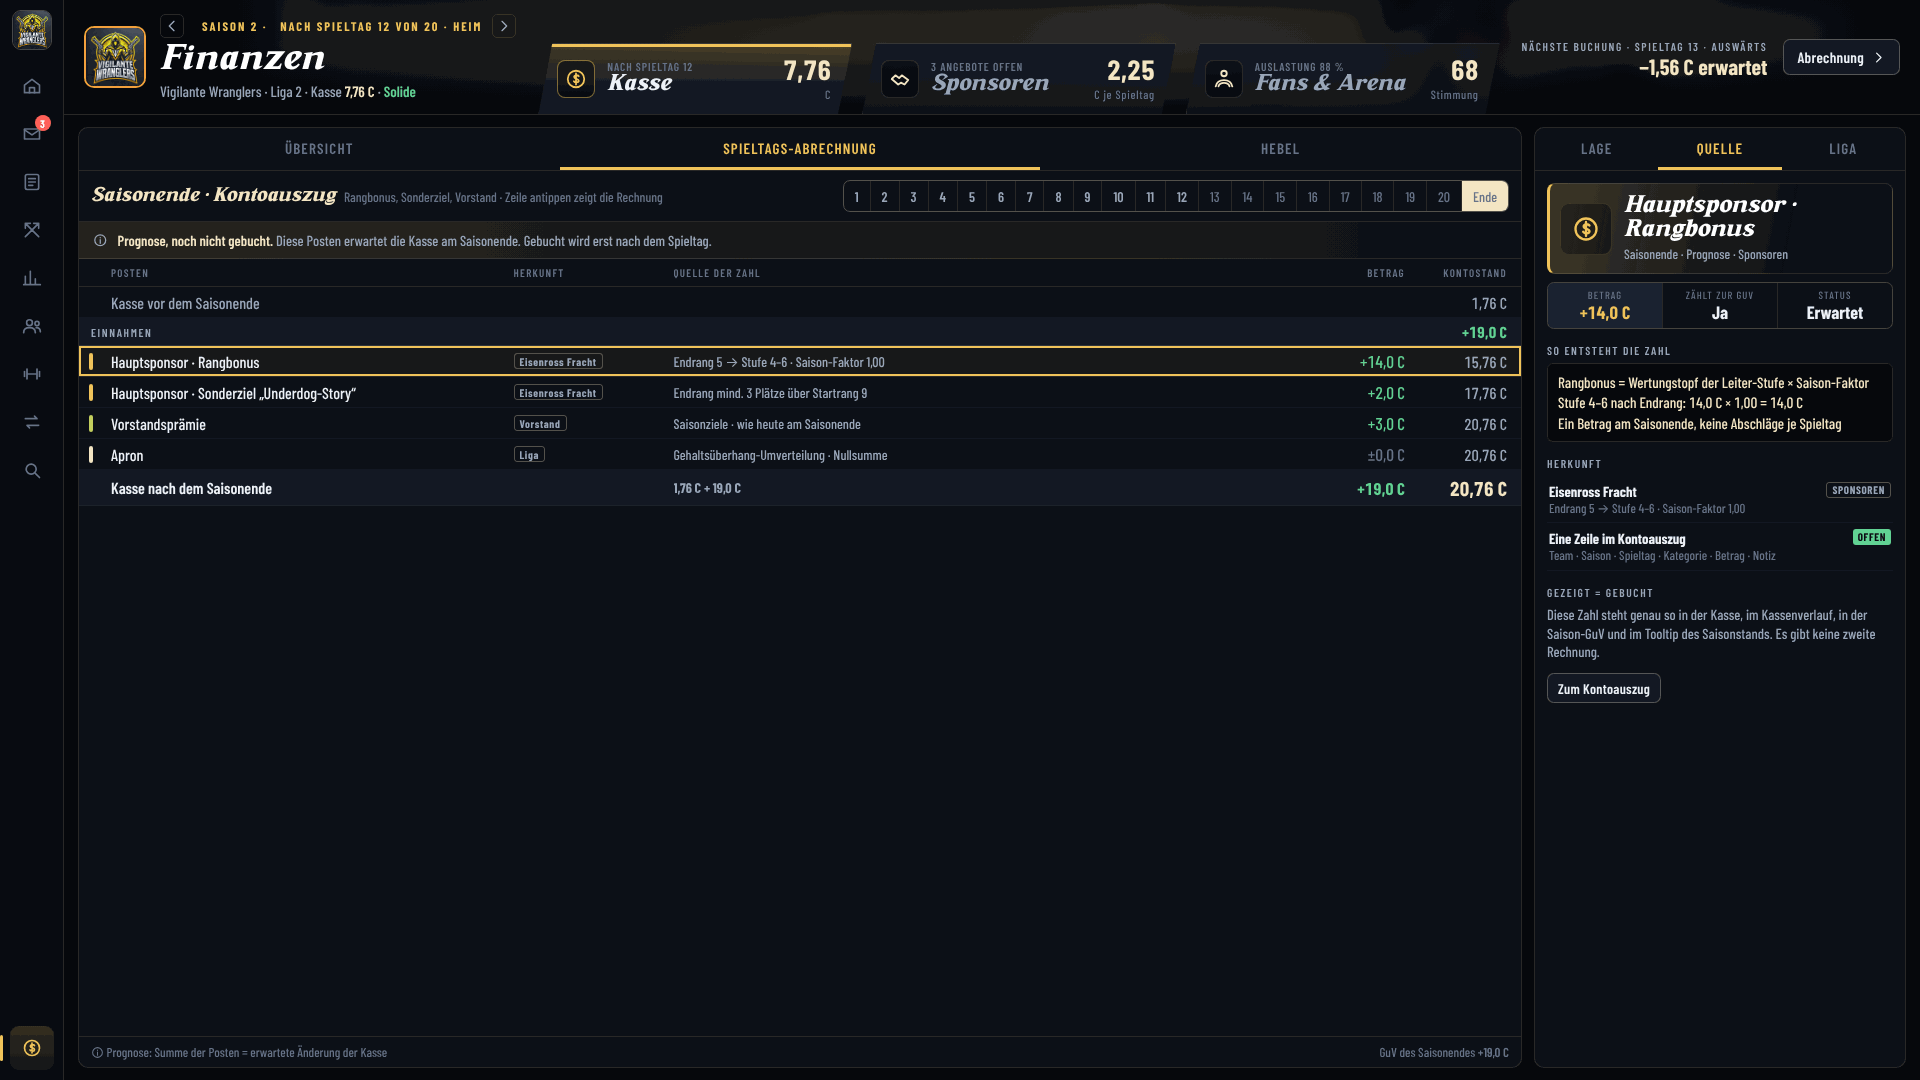 VIGILANTE WRANGLERS
3
VIGILANTE WRANGLERS
SAISON 2 · NACH SPIELTAG 12 VON 20 · HEIM
Finanzen
Vigilante Wranglers · Liga 2 · Kasse 7,76 C · Solide
NACH SPIELTAG 12
Kasse
7,76
C
3 ANGEBOTE OFFEN
Sponsoren
2,25
C je Spieltag
AUSLASTUNG 88 %
Fans & Arena
68
Stimmung
NÄCHSTE BUCHUNG · SPIELTAG 13 · AUSWÄRTS
−1,56 C erwartet
Abrechnung
ÜBERSICHT
SPIELTAGS-ABRECHNUNG
HEBEL
Saisonende · Kontoauszug Rangbonus, Sonderziel, Vorstand · Zeile antippen zeigt die Rechnung
1 2 3 4 5 6 7 8 9 10 11 12 13 14 15 16 17 18 19 20 Ende
Prognose, noch nicht gebucht. Diese Posten erwartet die Kasse am Saisonende. Gebucht wird erst nach dem Spieltag.
POSTEN HERKUNFT QUELLE DER ZAHL BETRAG KONTOSTAND
Kasse vor dem Saisonende 1,76 C
EINNAHMEN +19,0 C
Hauptsponsor · Rangbonus Eisenross Fracht Endrang 5 → Stufe 4–6 · Saison-Faktor 1,00 +14,0 C 15,76 C
Hauptsponsor · Sonderziel „Underdog-Story“ Eisenross Fracht Endrang mind. 3 Plätze über Startrang 9 +2,0 C 17,76 C
Vorstandsprämie Vorstand Saisonziele · wie heute am Saisonende +3,0 C 20,76 C
Apron Liga Gehaltsüberhang-Umverteilung · Nullsumme ±0,0 C 20,76 C
Kasse nach dem Saisonende 1,76 C + 19,0 C +19,0 C 20,76 C
Prognose: Summe der Posten = erwartete Änderung der Kasse
GuV des Saisonendes +19,0 C
LAGE
QUELLE
LIGA
Hauptsponsor ·
Rangbonus
Saisonende · Prognose · Sponsoren
BETRAG
+14,0 C
ZÄHLT ZUR GUV
Ja
STATUS
Erwartet
SO ENTSTEHT DIE ZAHL
Rangbonus = Wertungstopf der Leiter-Stufe × Saison-Faktor
Stufe 4–6 nach Endrang: 14,0 C × 1,00 = 14,0 C
Ein Betrag am Saisonende, keine Abschläge je Spieltag
HERKUNFT
Eisenross Fracht SPONSOREN
Endrang 5 → Stufe 4–6 · Saison-Faktor 1,00
Eine Zeile im Kontoauszug OFFEN
Team · Saison · Spieltag · Kategorie · Betrag · Notiz
GEZEIGT = GEBUCHT
Diese Zahl steht genau so in der Kasse, im Kassenverlauf, in der
Saison-GuV und im Tooltip des Saisonstands. Es gibt keine zweite
Rechnung.
Zum Kontoauszug